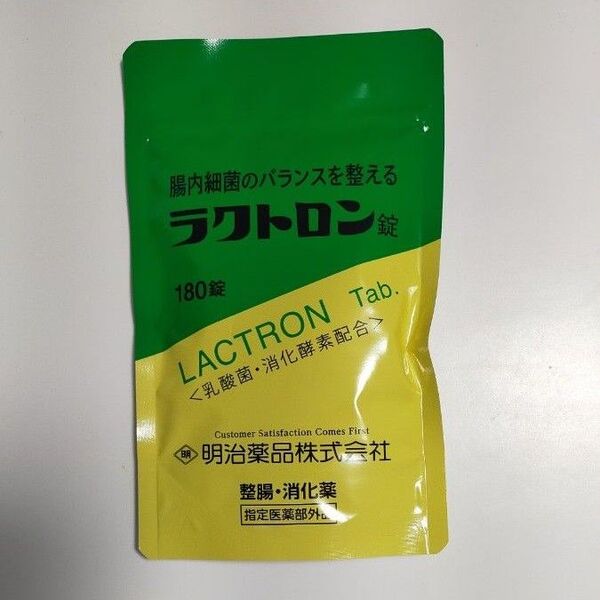 腸内細菌のバランスを整える
ラクトロン錠
180錠
LACTRON Tab.
<乳酸菌・消化酵素配合>
Customer Satisfaction Comes First
明 明治薬品株式会社
整腸・消化薬
指定医薬部外品